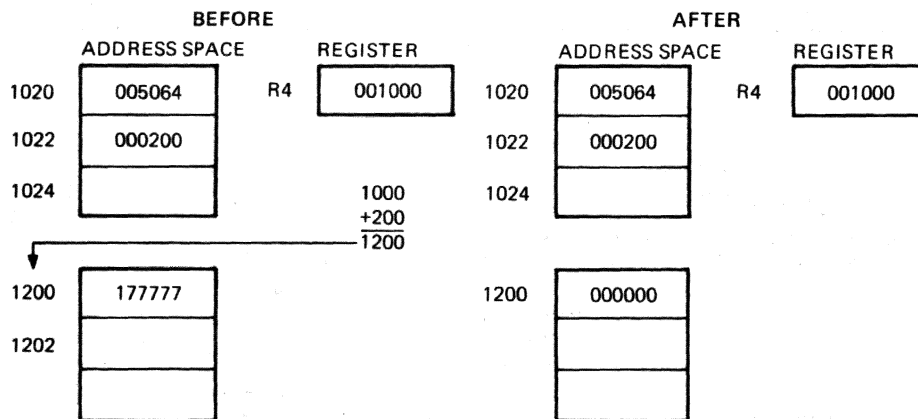 BEFORE AFTER
ADDRESS SPACE REGISTER ADDRESS SPACE REGISTER
1020 005064 R4 001000 1020 005064 R4 001000
1022 000200 1022 000200
1024 1000 1024
+200
1200
1200 177777 1200 000000
1202